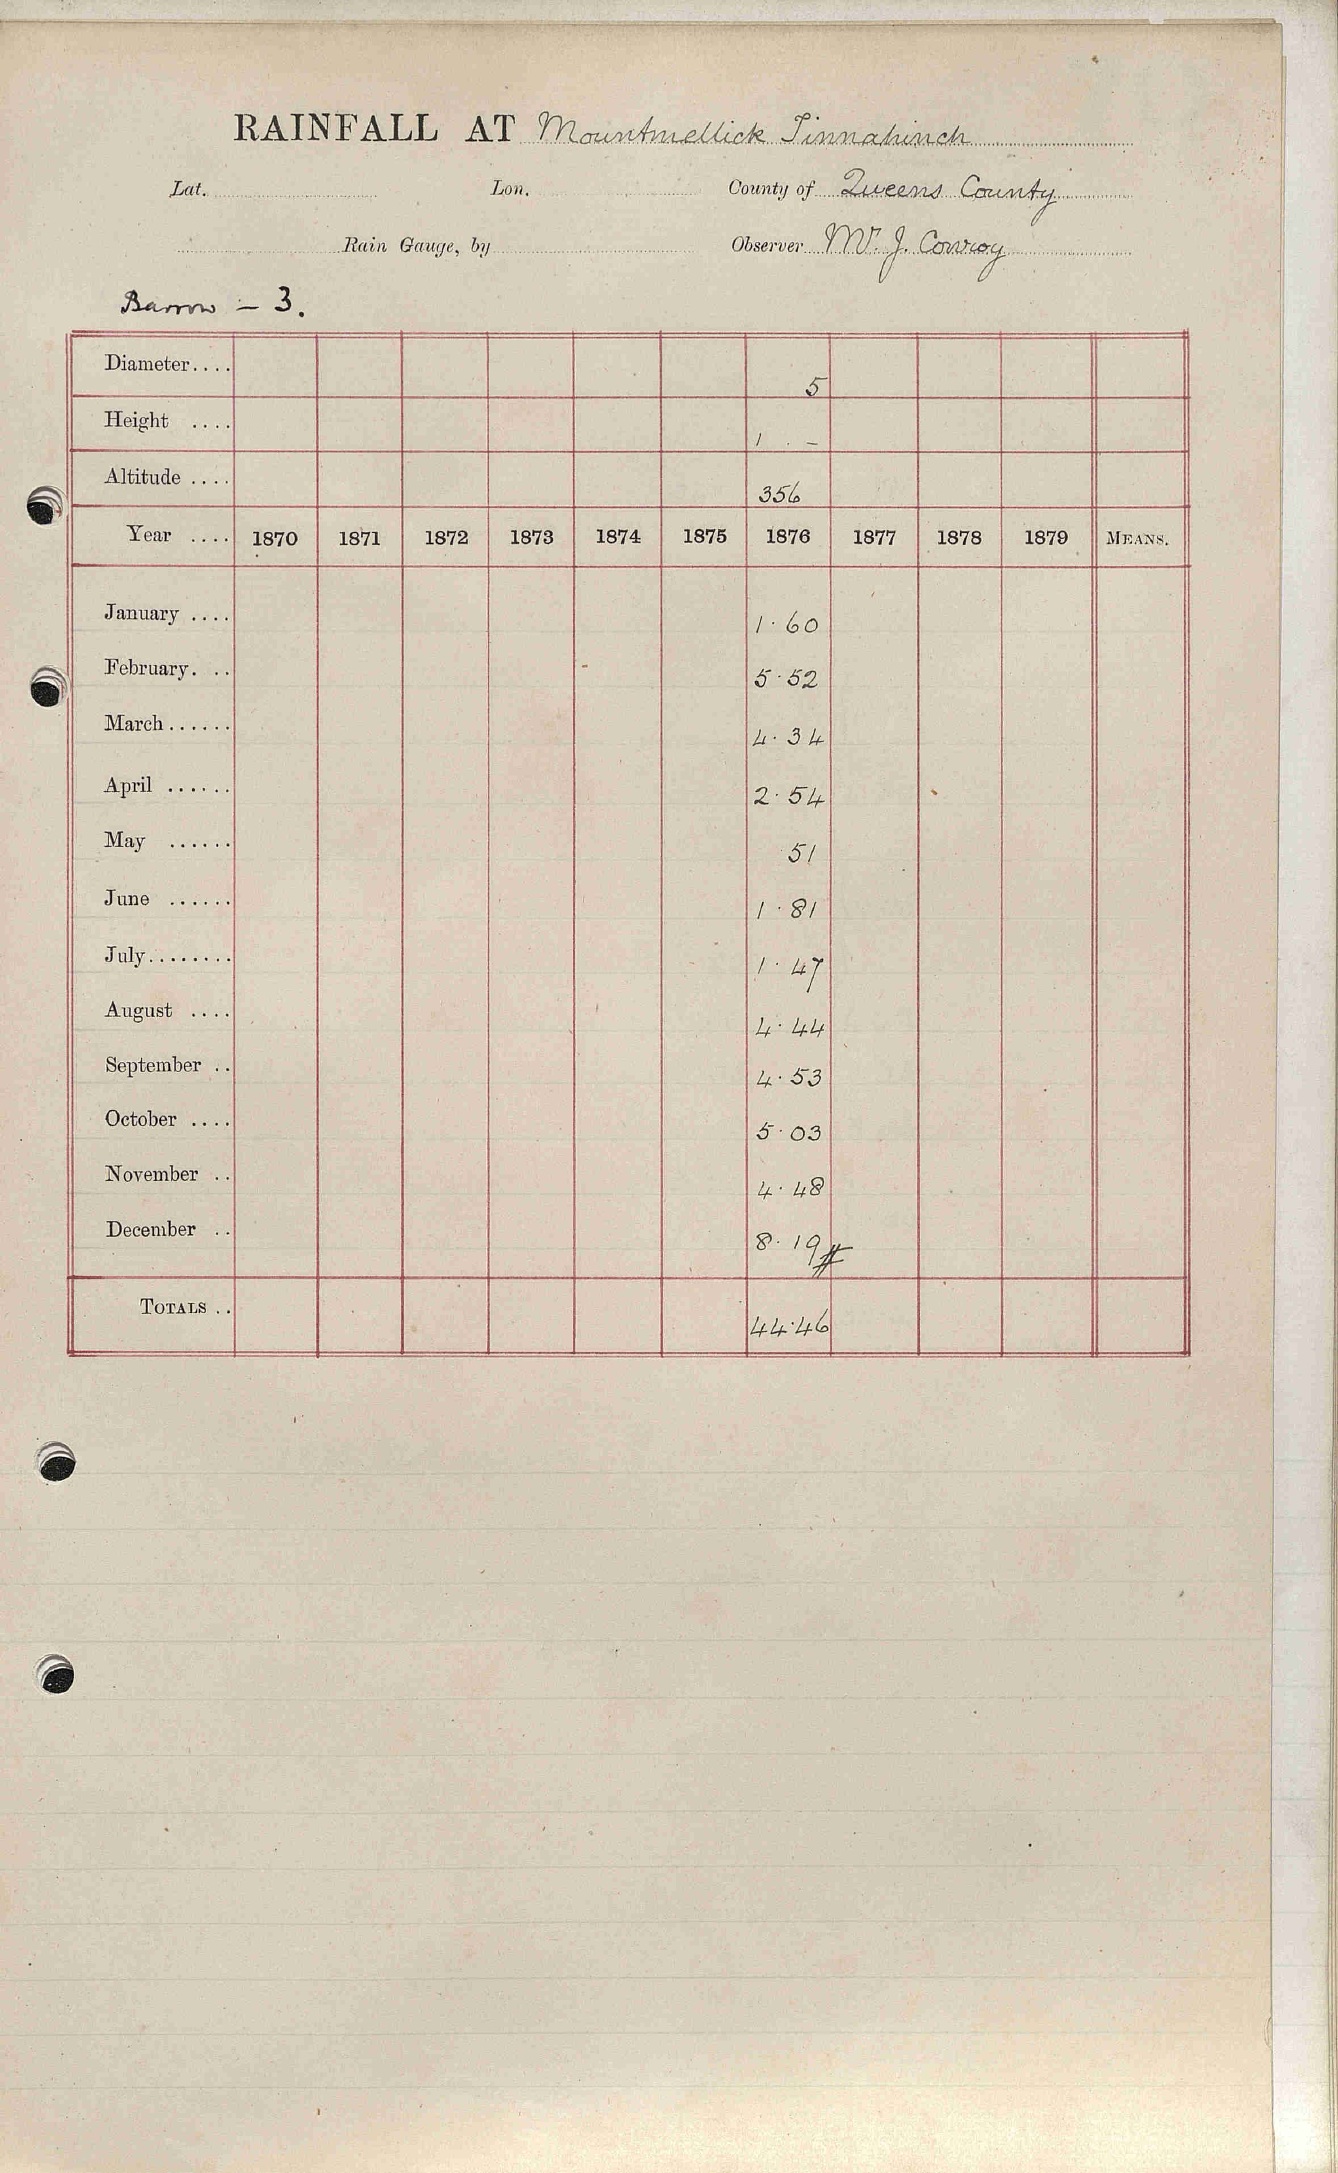 RAINFALL AT Mountmellick Tinnahinch
Lat. Lon. County of Queens County
Rain Gauge, by Observer Mr. J. Conroy
Barrow — 3.
Diameter.... 5
Height .... 1 . –
Altitude .... 356
Year .... 1870 1871 1872 1873 1874 1875 1876 1877 1878 1879 MEANS.
January .... 1·60
February. .. 5·52
March...... 4·34
April ...... 2·54
May ...... 51
June ...... 1·81
July........ 1·47
August .... 4·44
September .. 4·53
October .... 5·03
November .. 4·48
December .. 8·19#
TOTALS .. 44·46